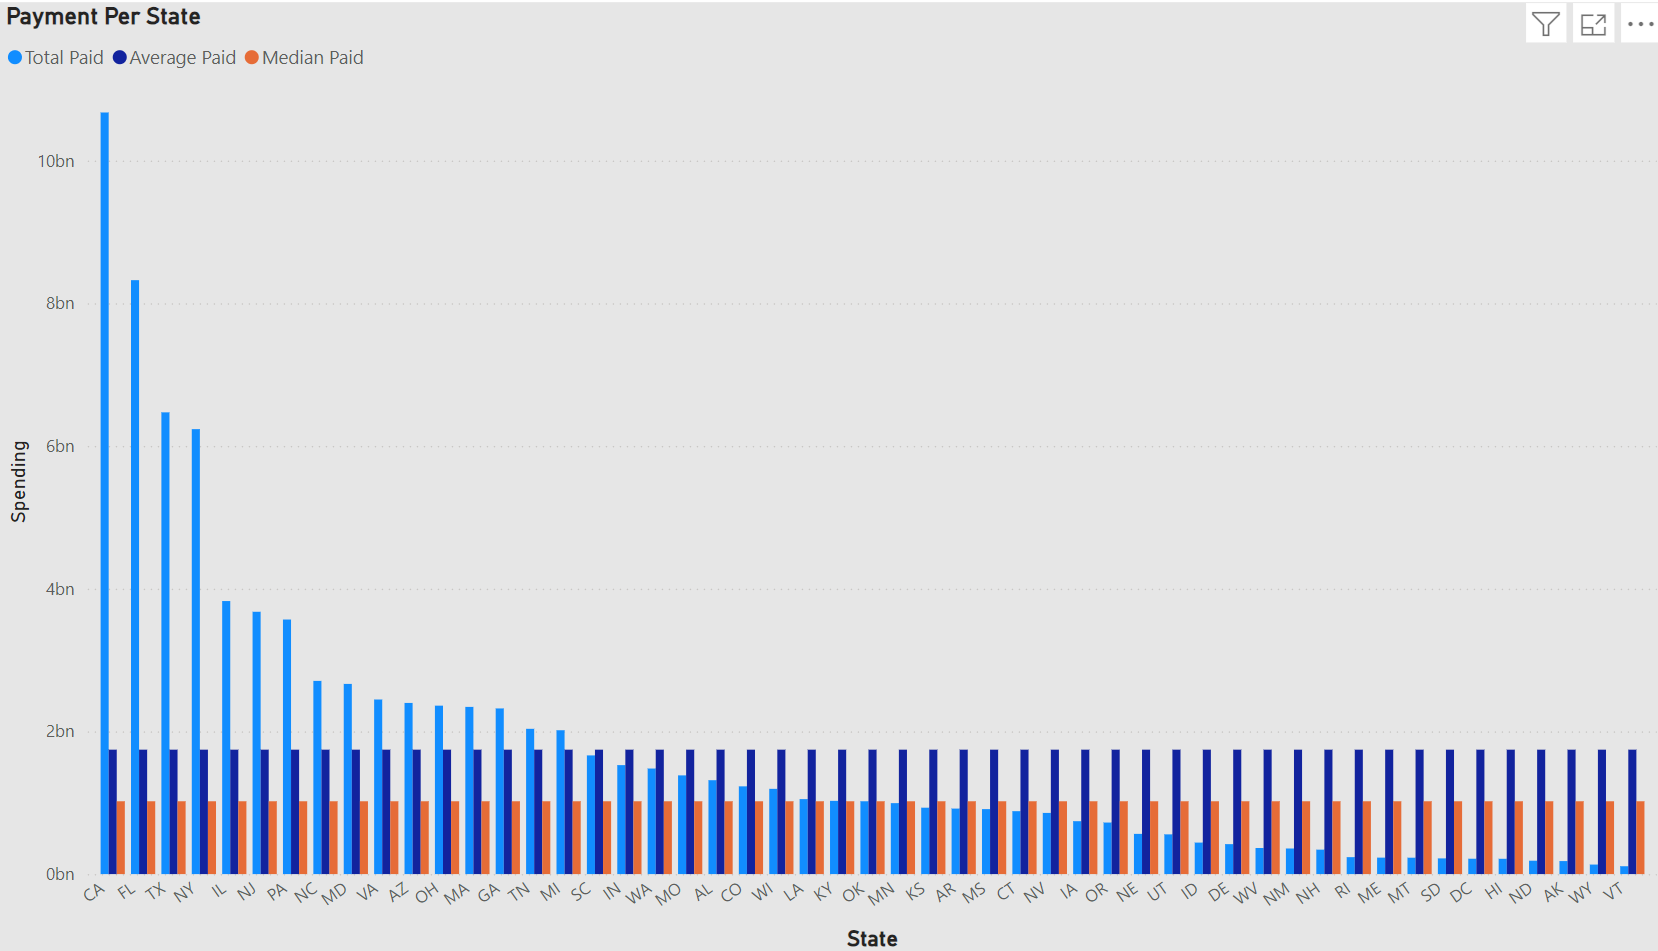 Payment Per State
Total Paid Average Paid Median Paid
10bn
8bn
6bn
4bn
2bn
0bn
Spending
CA FL TX NY IL NJ PA NC MD VA AZ OH MA GA TN MI SC IN WA MO AL CO WI LA KY OK MN KS AR MS CT NV IA OR NE UT ID DE WV NM NH RI ME MT SD DC HI ND AK WY VT
State